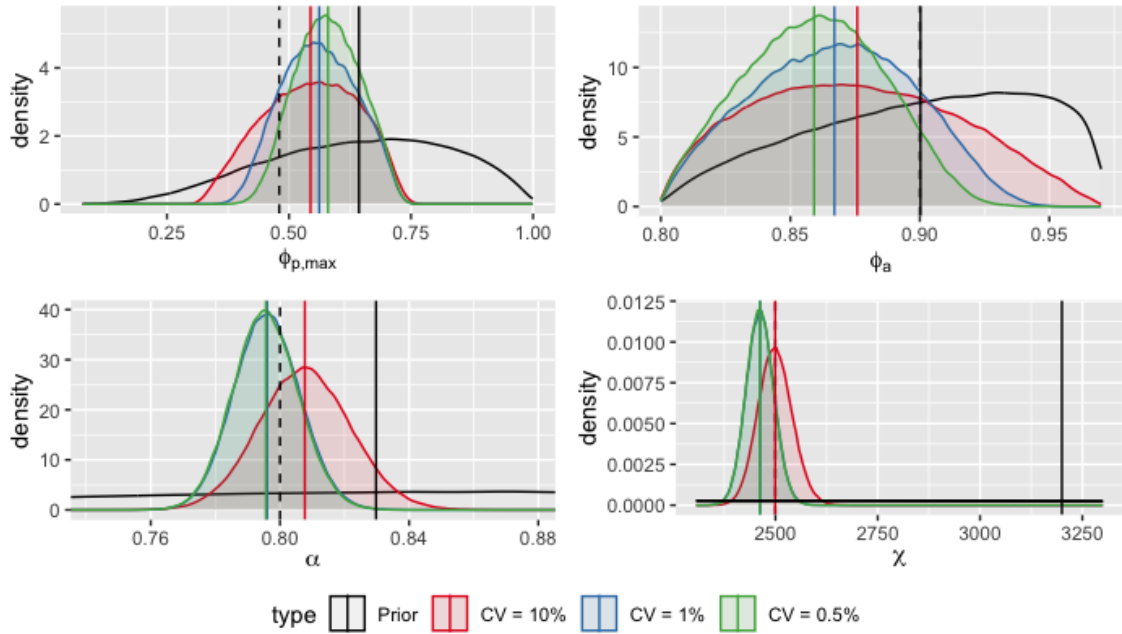 density
4
2
0
0.25 0.50 0.75 1.00
ϕp,max
density
10
5
0
0.80 0.85 0.90 0.95
ϕa
density
40
30
20
10
0
0.76 0.80 0.84 0.88
α
density
0.0125
0.0100
0.0075
0.0050
0.0025
0.0000
2500 2750 3000 3250
χ
type Prior CV = 10% CV = 1% CV = 0.5%